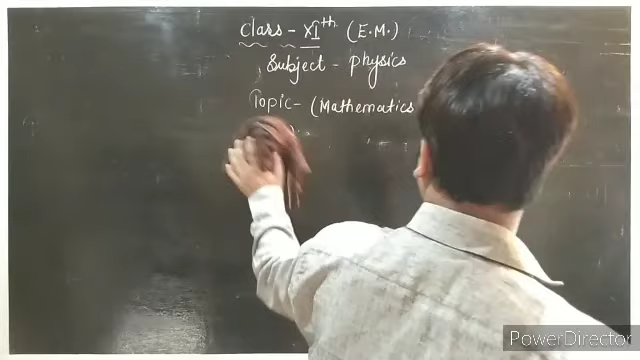 Class - XIth (E.M.)
Subject - physics
Topic - (Mathematics
PowerDirector